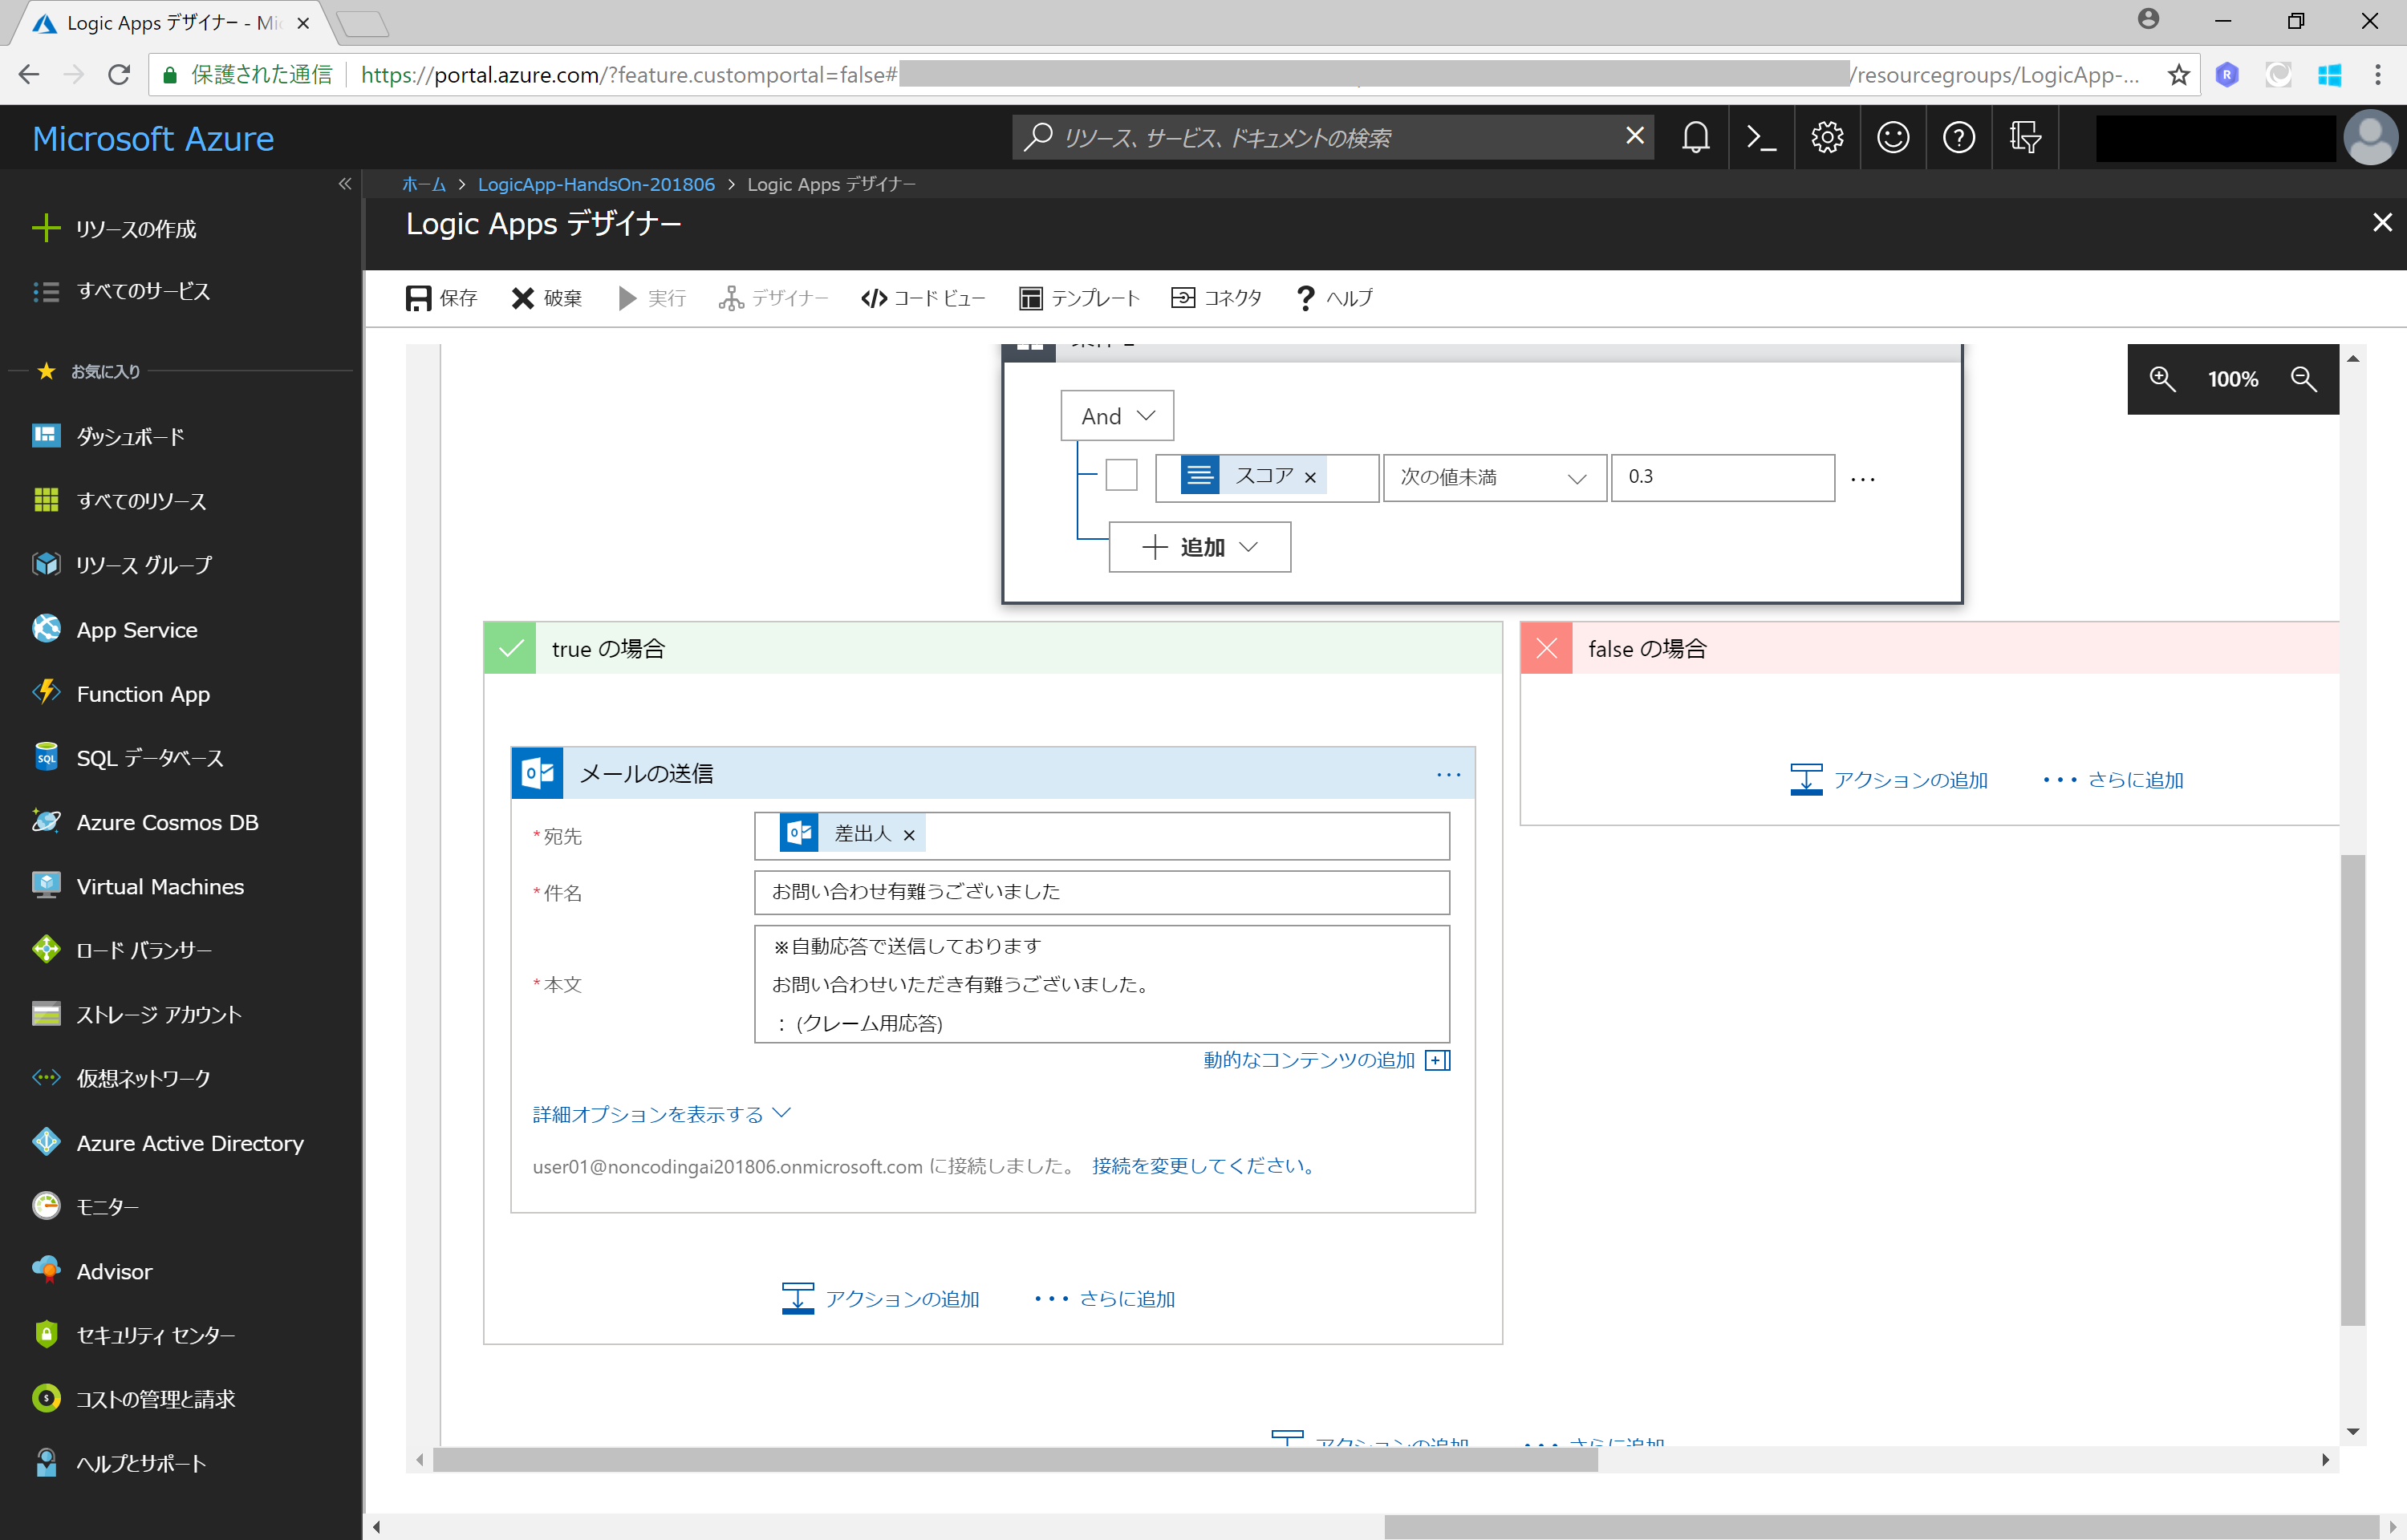 Logic Apps デザイナー - Mi
保護された通信
https://portal.azure.com/?feature.customportal=false#
/resourcegroups/LogicApp-...
Microsoft Azure
リソース、サービス、ドキュメントの検索
ホーム > LogicApp-HandsOn-201806 > Logic Apps デザイナー
Logic Apps デザイナー
リソースの作成
すべてのサービス
お気に入り
ダッシュボード
すべてのリソース
リソース グループ
App Service
Function App
SQL データベース
Azure Cosmos DB
Virtual Machines
ロード バランサー
ストレージ アカウント
仮想ネットワーク
Azure Active Directory
モニター
Advisor
セキュリティ センター
コストの管理と請求
ヘルプとサポート
保存 破棄 実行 デザイナー コード ビュー テンプレート コネクタ ヘルプ
100%
And
スコア × 次の値未満 0.3 ...
追加
true の場合
メールの送信 ...
*宛先 差出人 ×
*件名 お問い合わせ有難うございました
*本文
※自動応答で送信しております
お問い合わせいただき有難うございました。
：(クレーム用応答)
動的なコンテンツの追加
詳細オプションを表示する
user01@noncodingai201806.onmicrosoft.com に接続しました。 接続を変更してください。
アクションの追加 ... さらに追加
false の場合
アクションの追加 ... さらに追加
アクションの追加 ... さらに追加